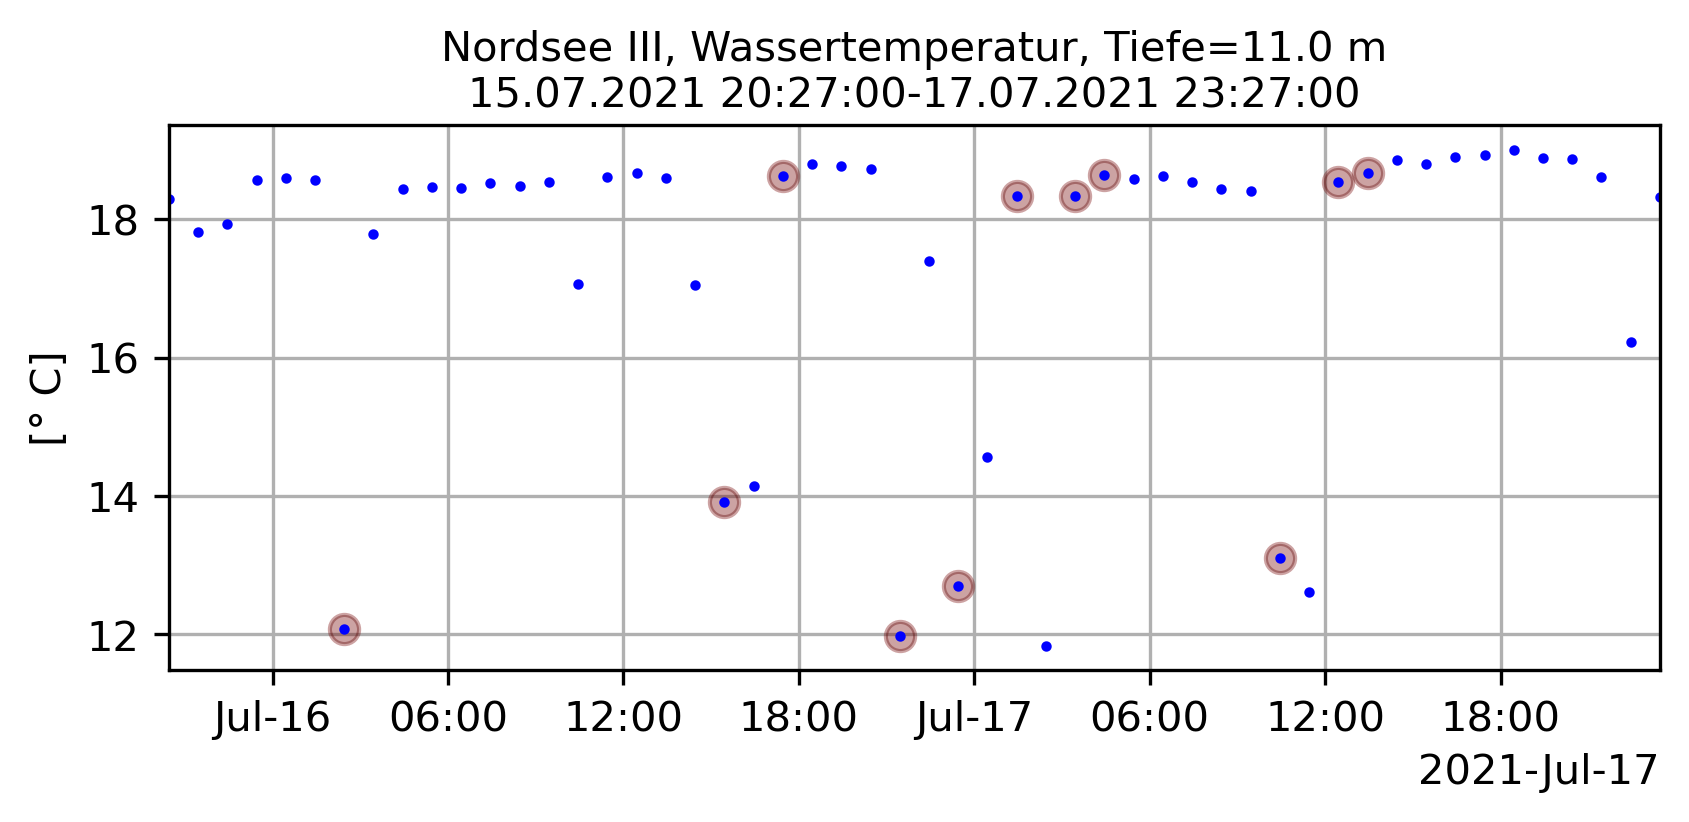 Nordsee III, Wassertemperatur, Tiefe=11.0 m
15.07.2021 20:27:00-17.07.2021 23:27:00
[° C]
18
16
14
12
Jul-16 06:00 12:00 18:00 Jul-17 06:00 12:00 18:00
2021-Jul-17